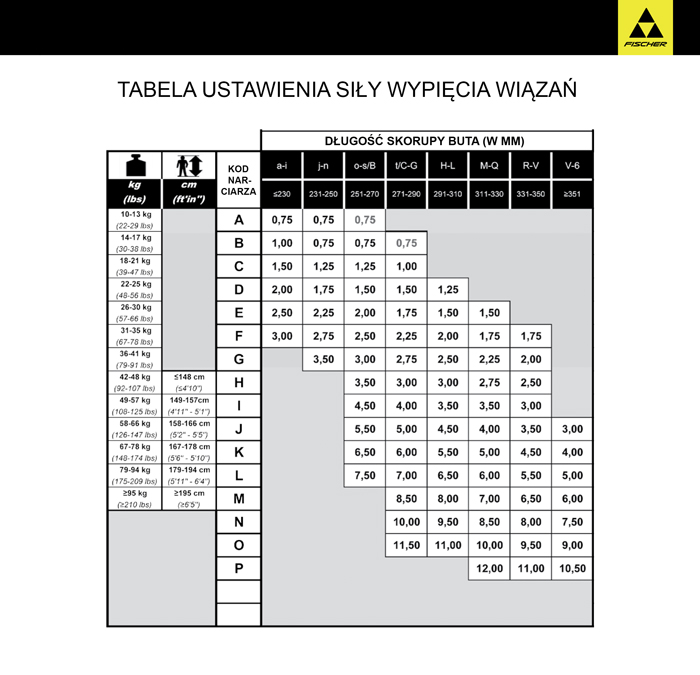 FISCHER
TABELA USTAWIENIA SIŁY WYPIĘCIA WIĄZAŃ
DŁUGOŚĆ SKORUPY BUTA (W MM)
kg (lbs) cm (ft'in") KOD NAR- CIARZA a-i j-n o-s/B t/C-G H-L M-Q R-V V-6
≤230 231-250 251-270 271-290 291-310 311-330 331-350 ≥351
10-13 kg (22-29 lbs) A 0,75 0,75 0,75
14-17 kg (30-38 lbs) B 1,00 0,75 0,75 0,75
18-21 kg (39-47 lbs) C 1,50 1,25 1,25 1,00
22-25 kg (48-56 lbs) D 2,00 1,75 1,50 1,50 1,25
26-30 kg (57-66 lbs) E 2,50 2,25 2,00 1,75 1,50 1,50
31-35 kg (67-78 lbs) F 3,00 2,75 2,50 2,25 2,00 1,75 1,75
36-41 kg (79-91 lbs) G 3,50 3,00 2,75 2,50 2,25 2,00
42-48 kg (92-107 lbs) ≤148 cm (≤4'10") H 3,50 3,00 3,00 2,75 2,50
49-57 kg (108-125 lbs) 149-157cm (4'11" - 5'1") I 4,50 4,00 3,50 3,50 3,00
58-66 kg (126-147 lbs) 158-166 cm (5'2" - 5'5") J 5,50 5,00 4,50 4,00 3,50 3,00
67-78 kg (148-174 lbs) 167-178 cm (5'6" - 5'10") K 6,50 6,00 5,50 5,00 4,50 4,00
79-94 kg (175-209 lbs) 179-194 cm (5'11" - 6'4") L 7,50 7,00 6,50 6,00 5,50 5,00
≥95 kg (≥210 lbs) ≥195 cm (≥6'5") M 8,50 8,00 7,00 6,50 6,00
N 10,00 9,50 8,50 8,00 7,50
O 11,50 11,00 10,00 9,50 9,00
P 12,00 11,00 10,50